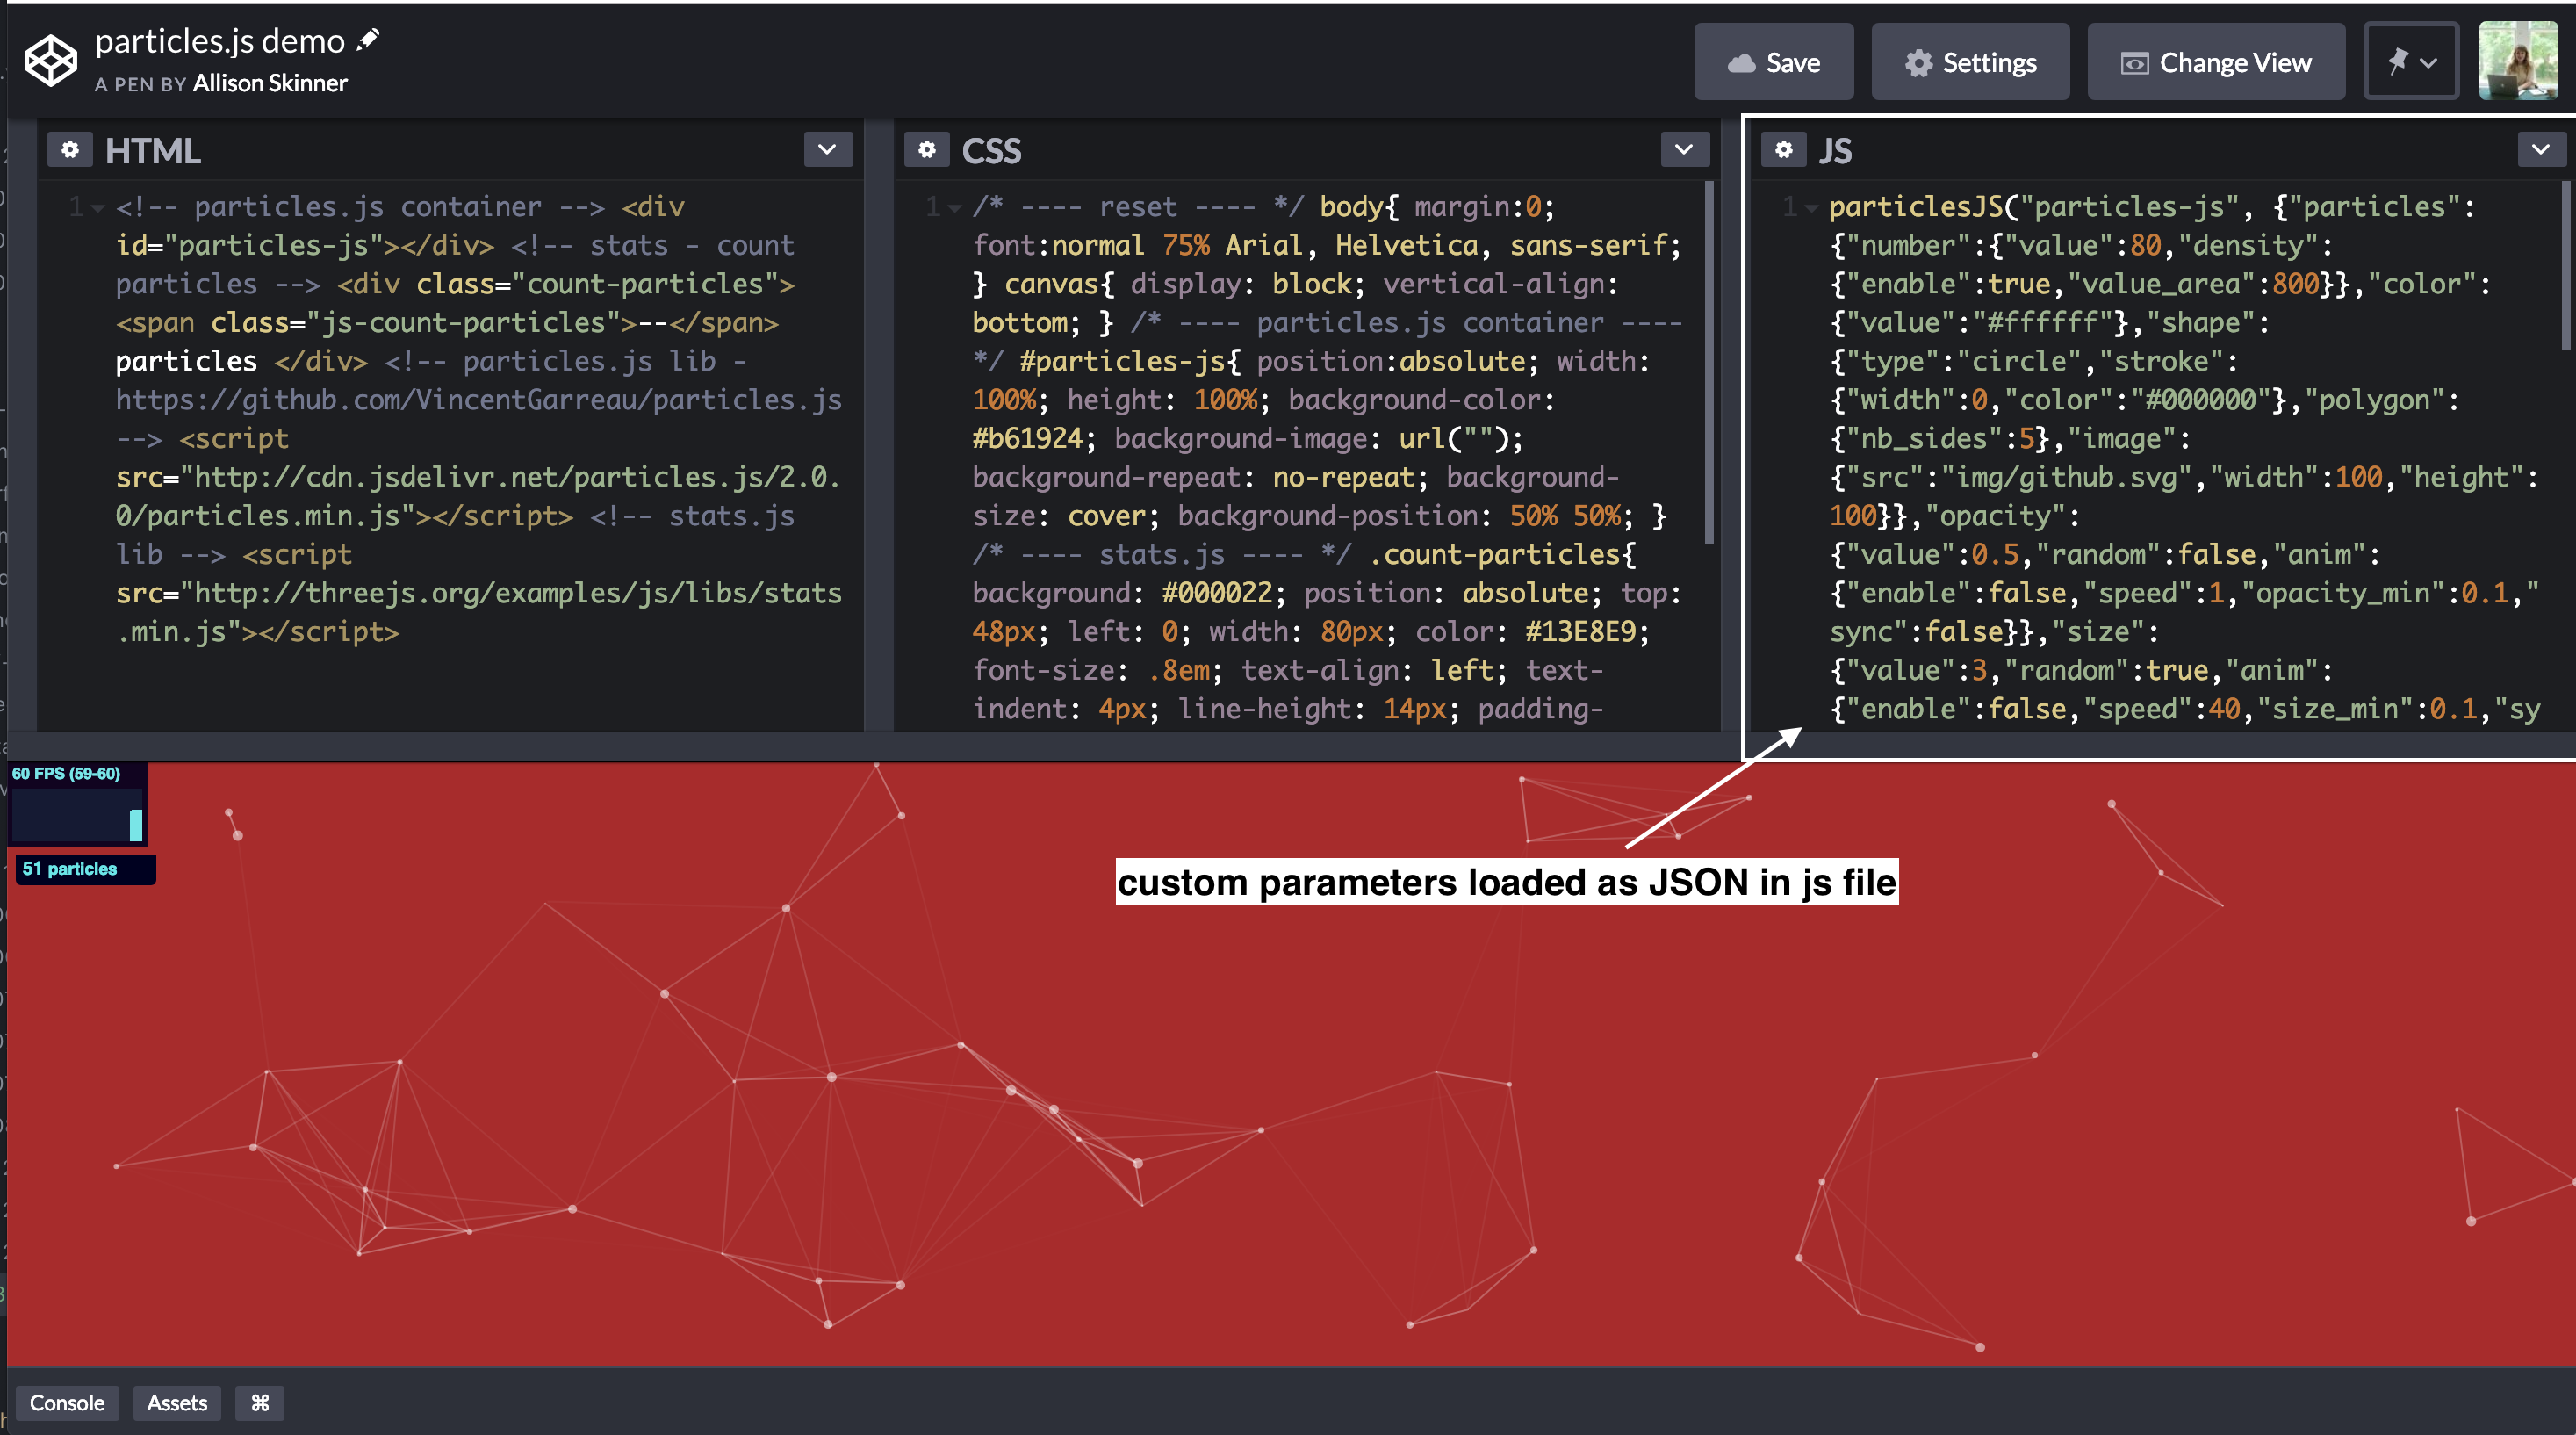 particles.js demo
A PEN BY Allison Skinner
Save
Settings
Change View
HTML
1
<!-- particles.js container --> <div
id="particles-js"></div> <!-- stats - count
particles --> <div class="count-particles">
<span class="js-count-particles">--</span>
particles </div> <!-- particles.js lib -
https://github.com/VincentGarreau/particles.js
--> <script
src="http://cdn.jsdelivr.net/particles.js/2.0.
0/particles.min.js"></script> <!-- stats.js
lib --> <script
src="http://threejs.org/examples/js/libs/stats
.min.js"></script>
CSS
1
/* ---- reset ---- */ body{ margin:0;
font:normal 75% Arial, Helvetica, sans-serif;
} canvas{ display: block; vertical-align:
bottom; } /* ---- particles.js container ----
*/ #particles-js{ position:absolute; width:
100%; height: 100%; background-color:
#b61924; background-image: url("");
background-repeat: no-repeat; background-
size: cover; background-position: 50% 50%; }
/* ---- stats.js ---- */ .count-particles{
background: #000022; position: absolute; top:
48px; left: 0; width: 80px; color: #13E8E9;
font-size: .8em; text-align: left; text-
indent: 4px; line-height: 14px; padding-
JS
1
particlesJS("particles-js", {"particles":
{"number":{"value":80,"density":
{"enable":true,"value_area":800}},"color":
{"value":"#ffffff"},"shape":
{"type":"circle","stroke":
{"width":0,"color":"#000000"},"polygon":
{"nb_sides":5},"image":
{"src":"img/github.svg","width":100,"height":
100}},"opacity":
{"value":0.5,"random":false,"anim":
{"enable":false,"speed":1,"opacity_min":0.1,"
sync":false}},"size":
{"value":3,"random":true,"anim":
{"enable":false,"speed":40,"size_min":0.1,"sy
60 FPS (59-60)
51 particles
custom parameters loaded as JSON in js file
Console
Assets
⌘